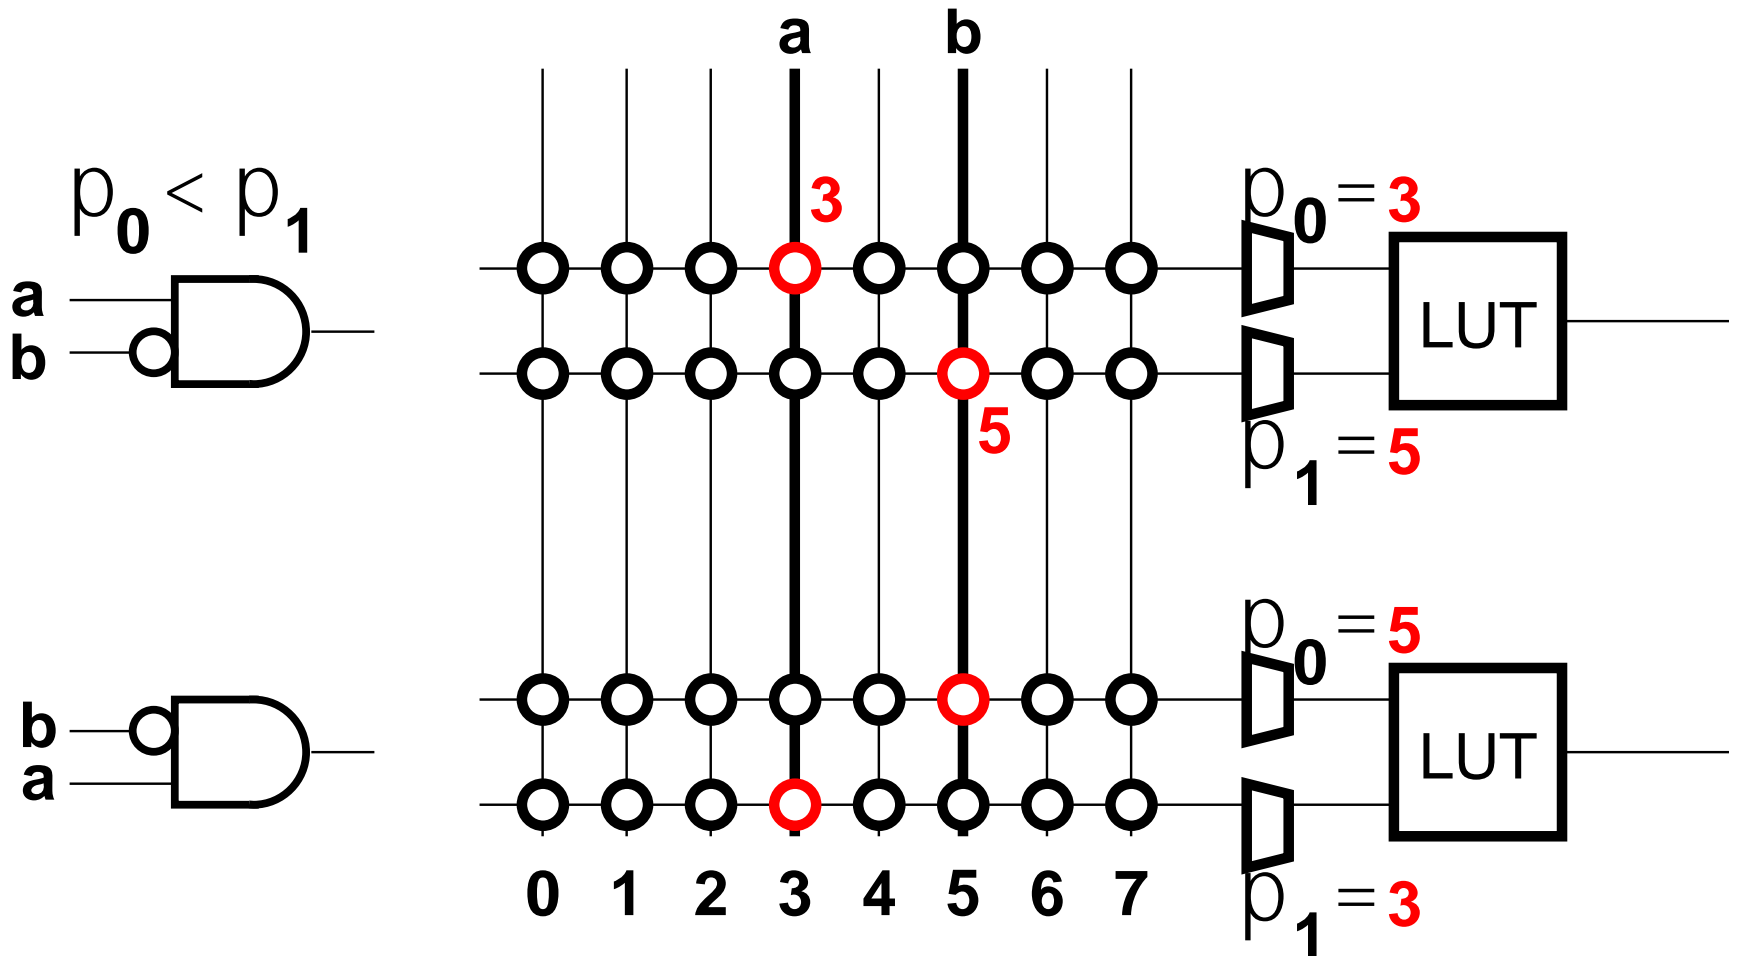 a b
p0 < p1
3
p0 = 3
a
b
LUT
5
p1 = 5
p0 = 5
b
a
LUT
0 1 2 3 4 5 6 7
p1 = 3